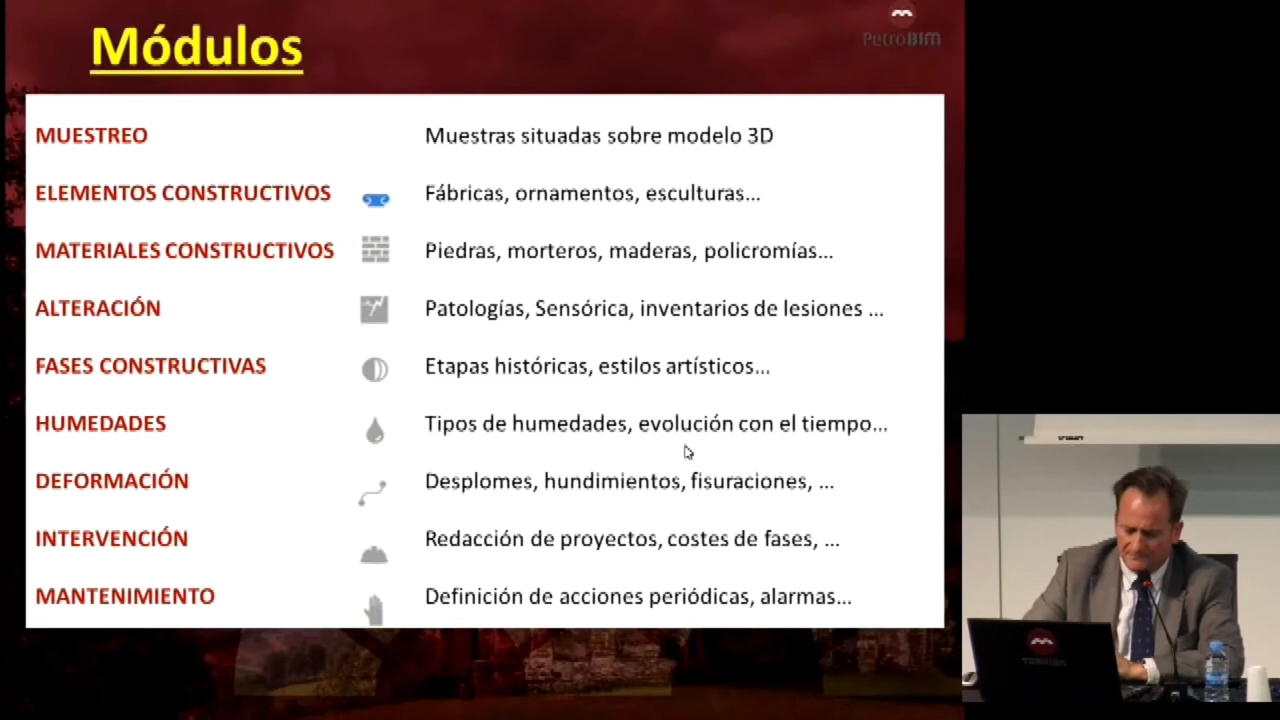 Módulos
PetroBIM
MUESTREO Muestras situadas sobre modelo 3D
ELEMENTOS CONSTRUCTIVOS Fábricas, ornamentos, esculturas...
MATERIALES CONSTRUCTIVOS Piedras, morteros, maderas, policromías...
ALTERACIÓN Patologías, Sensórica, inventarios de lesiones ...
FASES CONSTRUCTIVAS Etapas históricas, estilos artísticos...
HUMEDADES Tipos de humedades, evolución con el tiempo...
DEFORMACIÓN Desplomes, hundimientos, fisuraciones, ...
INTERVENCIÓN Redacción de proyectos, costes de fases, ...
MANTENIMIENTO Definición de acciones periódicas, alarmas...